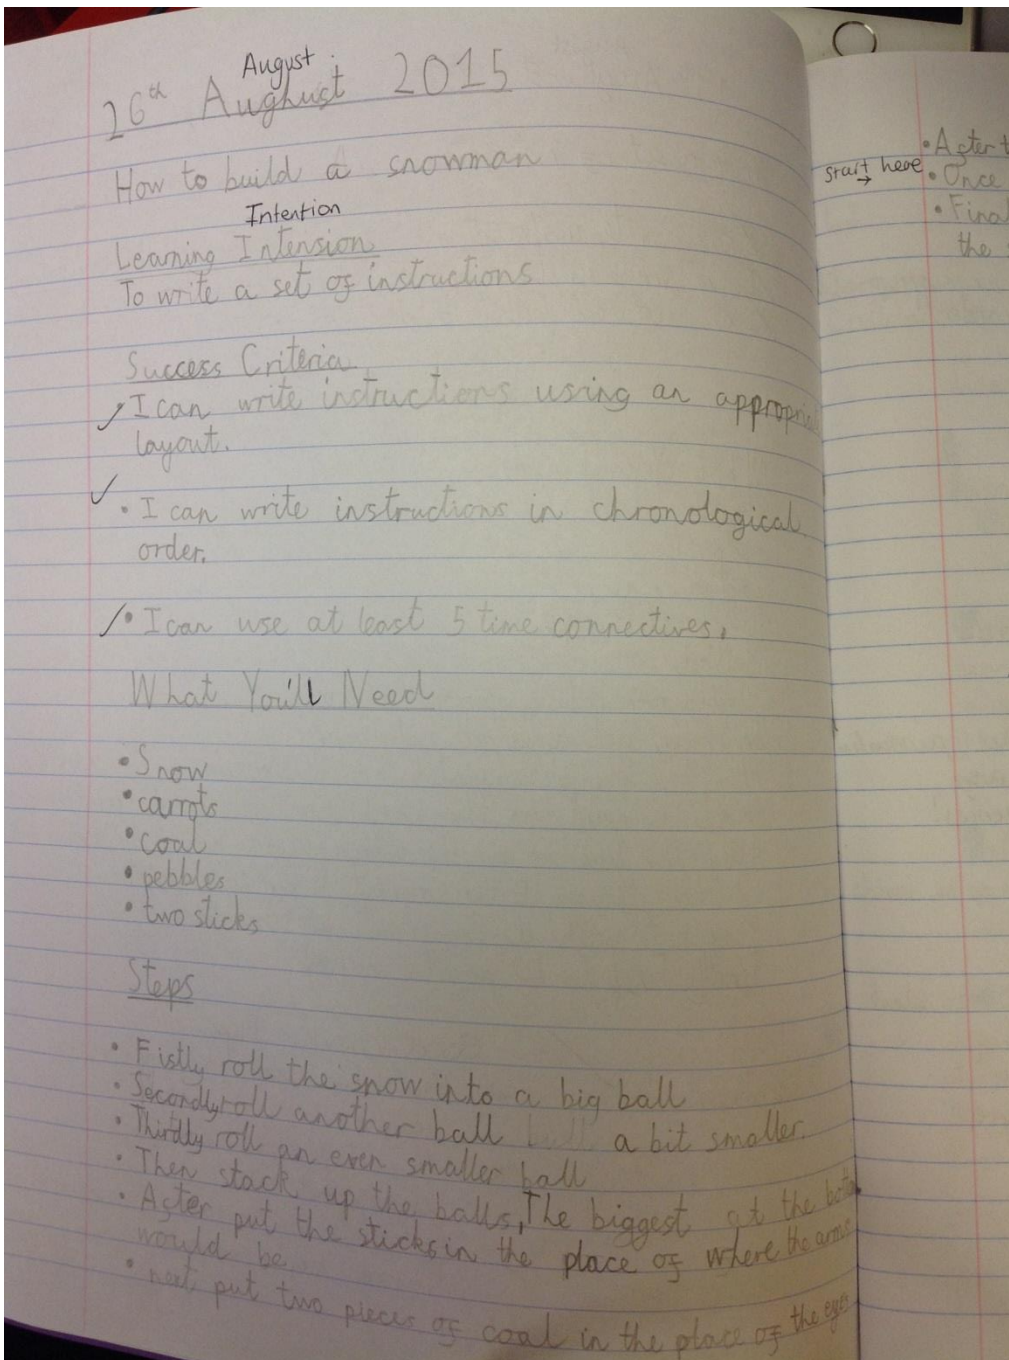 August
26th Aughust 2015
How to build a snowman
Intention
Learning Intension
To write a set of instructions
Success Criteria
I can write instructions using an
layout.
• I can write instructions in chronological
order.
• I can use at least 5 time connectives.
What You'll Need
• Snow
• carrots
• coal
• pebbles
• two sticks
Steps
• Fistly roll the snow into a big ball
• Secondly roll another ball a bit smaller.
• Thirdly roll an even smaller ball
• Then stack up the balls, The biggest at the
• After put the sticks in the place of where the arms
would be
• next put two pieces of coal in the place of the eyes
• After
start here • Once
→
• Final
the